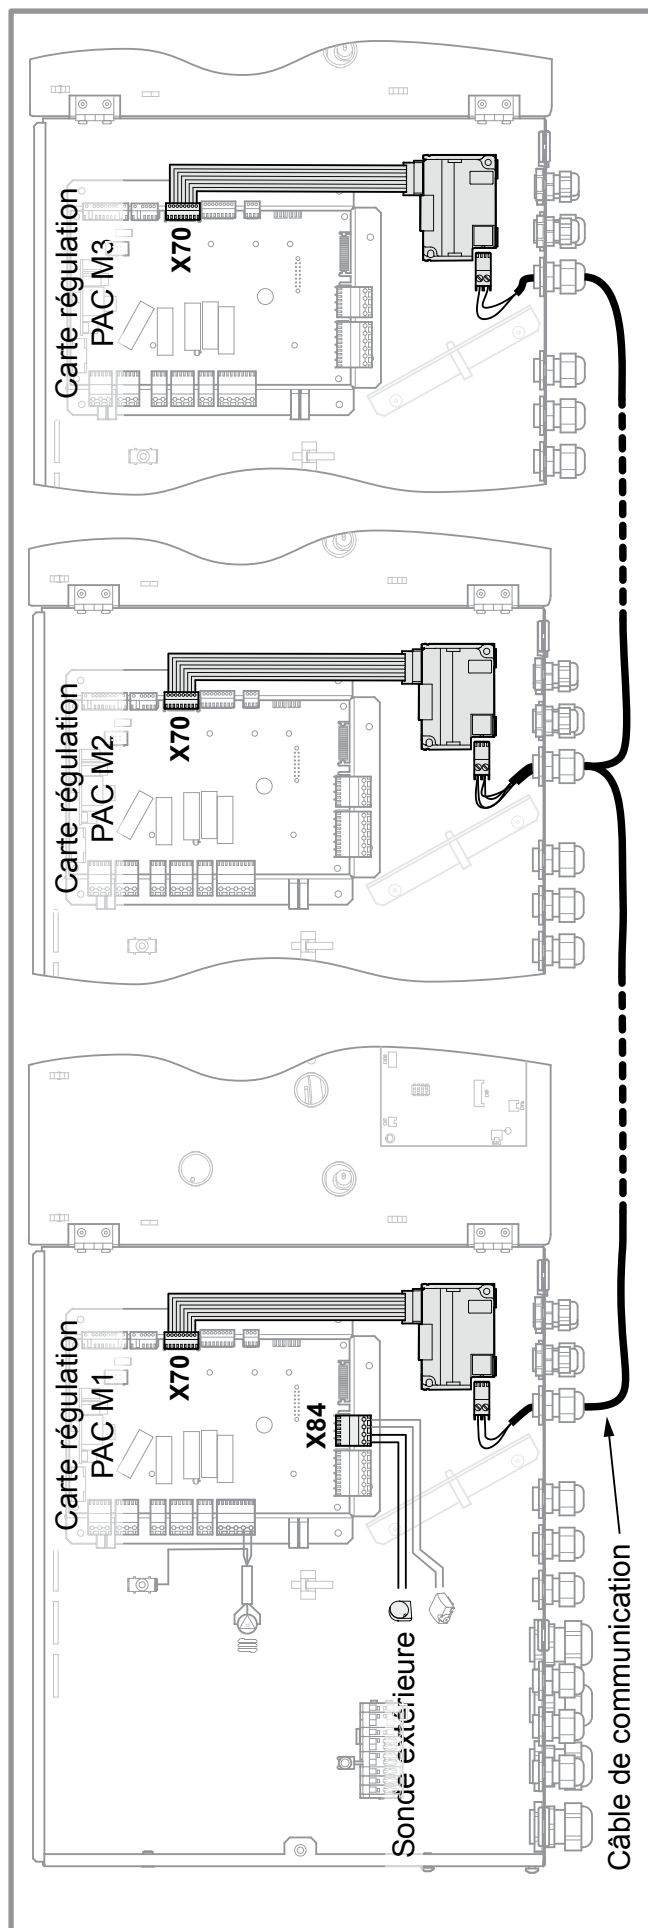 Carte régulation
PAC M3
X70
Carte régulation
PAC M2
X70
Carte régulation
PAC M1
X70
X84
Sonde extérieure
Câble de communication